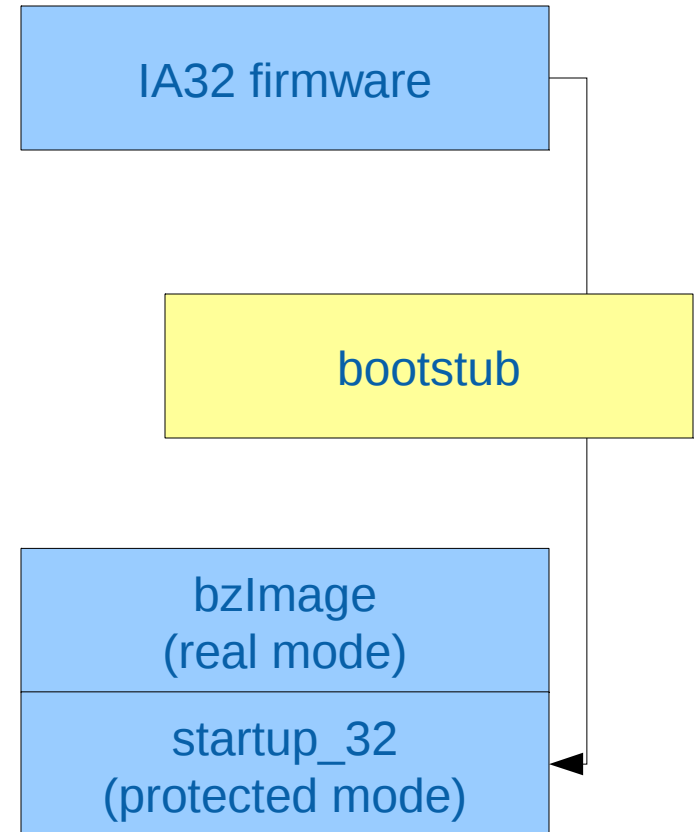 IA32 firmware
bootstub
bzImage
(real mode)
startup_32
(protected mode)